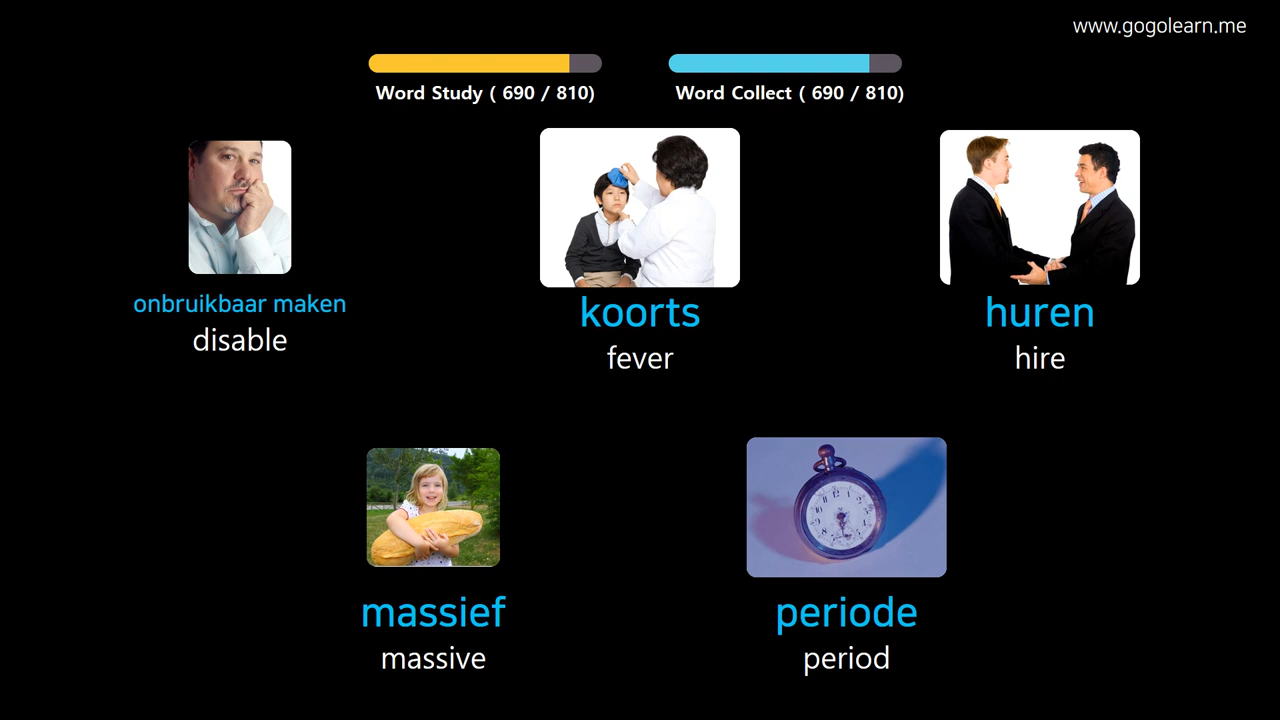 www.gogolearn.me
Word Study ( 690 / 810)
Word Collect ( 690 / 810)
onbruikbaar maken
disable
koorts
fever
huren
hire
massief
massive
periode
period